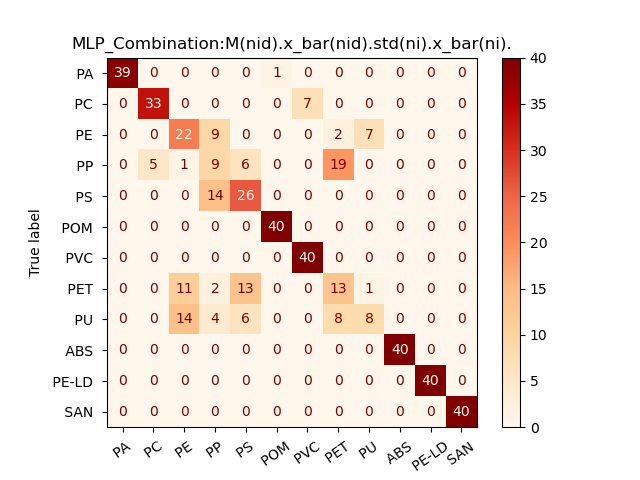 MLP_Combination:M(nid).x_bar(nid).std(ni).x_bar(ni).
PA 39 0 0 0 0 1 0 0 0 0 0 0
PC 0 33 0 0 0 0 7 0 0 0 0 0
PE 0 0 22 9 0 0 0 2 7 0 0 0
PP 0 5 1 9 6 0 0 19 0 0 0 0
PS 0 0 0 14 26 0 0 0 0 0 0 0
POM 0 0 0 0 0 40 0 0 0 0 0 0
PVC 0 0 0 0 0 0 40 0 0 0 0 0
PET 0 0 11 2 13 0 0 13 1 0 0 0
PU 0 0 14 4 6 0 0 8 8 0 0 0
ABS 0 0 0 0 0 0 0 0 0 40 0 0
PE-LD 0 0 0 0 0 0 0 0 0 0 40 0
SAN 0 0 0 0 0 0 0 0 0 0 0 40
PA PC PE PP PS POM PVC PET PU ABS PE-LD SAN
True label
40
35
30
25
20
15
10
5
0